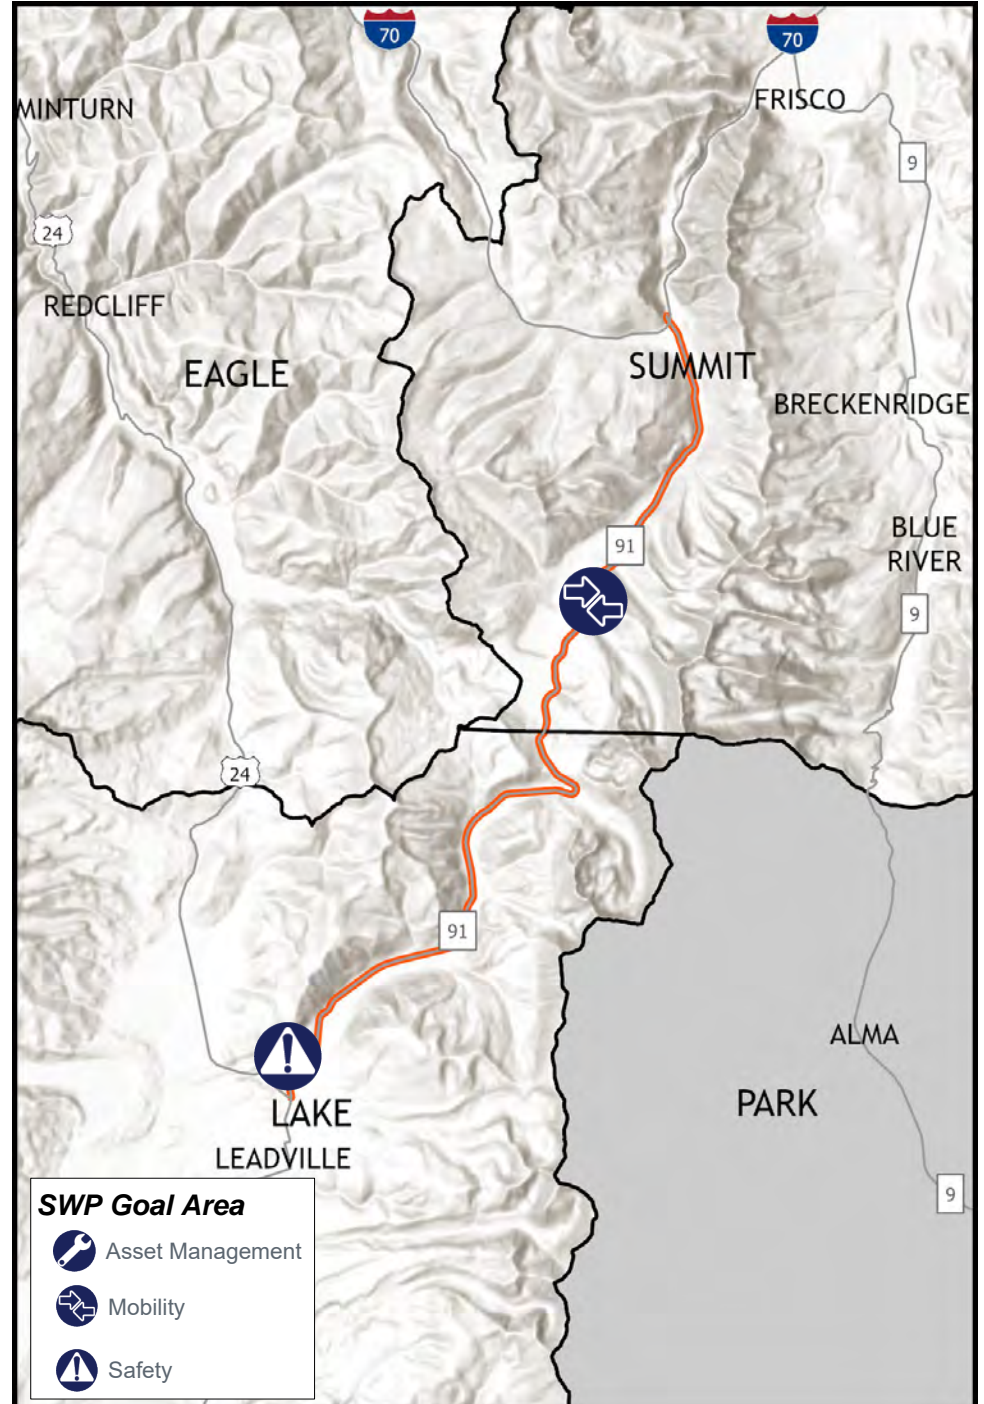 70
70
MINTURN
FRISCO
9
24
REDCLIFF
EAGLE
SUMMIT
BRECKENRIDGE
91
BLUE
RIVER
9
24
91
ALMA
LAKE
PARK
LEADVILLE
9
SWP Goal Area
Asset Management
Mobility
Safety